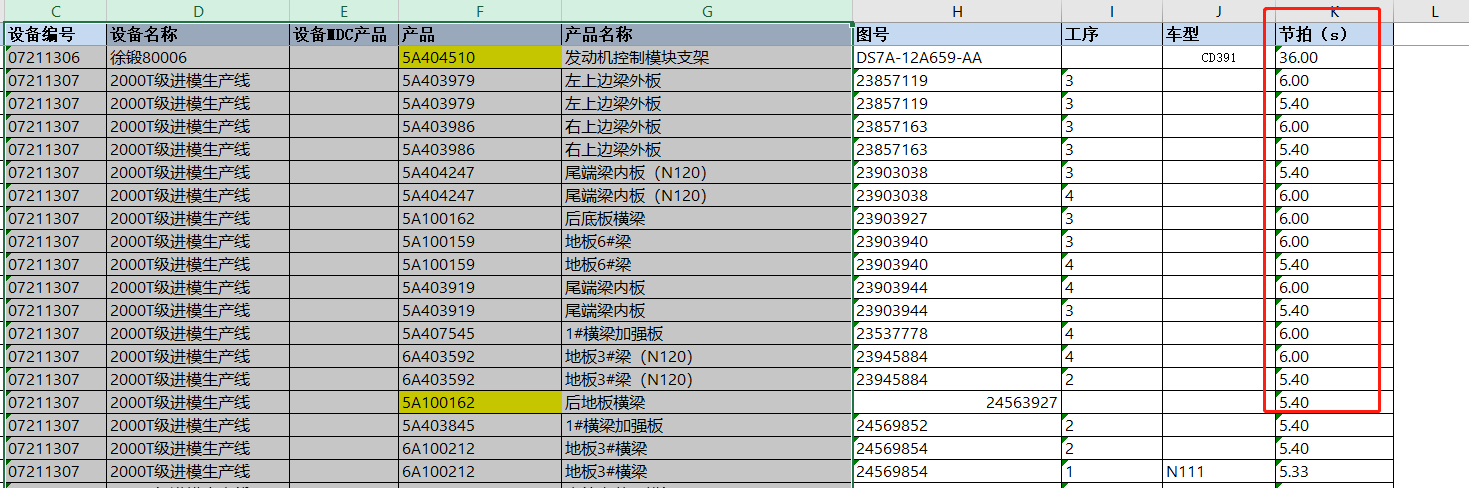 C D E F G H I J K L
设备编号 设备名称 设备MDC产品 产品 产品名称 图号 工序 车型 节拍（s）
07211306 徐锻80006 5A404510 发动机控制模块支架 DS7A-12A659-AA CD391 36.00
07211307 2000T级进模生产线 5A403979 左上边梁外板 23857119 3 6.00
07211307 2000T级进模生产线 5A403979 左上边梁外板 23857119 3 5.40
07211307 2000T级进模生产线 5A403986 右上边梁外板 23857163 3 6.00
07211307 2000T级进模生产线 5A403986 右上边梁外板 23857163 3 5.40
07211307 2000T级进模生产线 5A404247 尾端梁内板（N120） 23903038 3 5.40
07211307 2000T级进模生产线 5A404247 尾端梁内板（N120） 23903038 4 6.00
07211307 2000T级进模生产线 5A100162 后底板横梁 23903927 3 6.00
07211307 2000T级进模生产线 5A100159 地板6#梁 23903940 3 6.00
07211307 2000T级进模生产线 5A100159 地板6#梁 23903940 4 5.40
07211307 2000T级进模生产线 5A403919 尾端梁内板 23903944 4 6.00
07211307 2000T级进模生产线 5A403919 尾端梁内板 23903944 3 5.40
07211307 2000T级进模生产线 5A407545 1#横梁加强板 23537778 4 6.00
07211307 2000T级进模生产线 6A403592 地板3#梁（N120） 23945884 4 6.00
07211307 2000T级进模生产线 6A403592 地板3#梁（N120） 23945884 2 5.40
07211307 2000T级进模生产线 5A100162 后地板横梁 24563927 5.40
07211307 2000T级进模生产线 5A403845 1#横梁加强板 24569852 2 5.40
07211307 2000T级进模生产线 6A100212 地板3#横梁 24569854 2 5.40
07211307 2000T级进模生产线 6A100212 地板3#横梁 24569854 1 N111 5.33